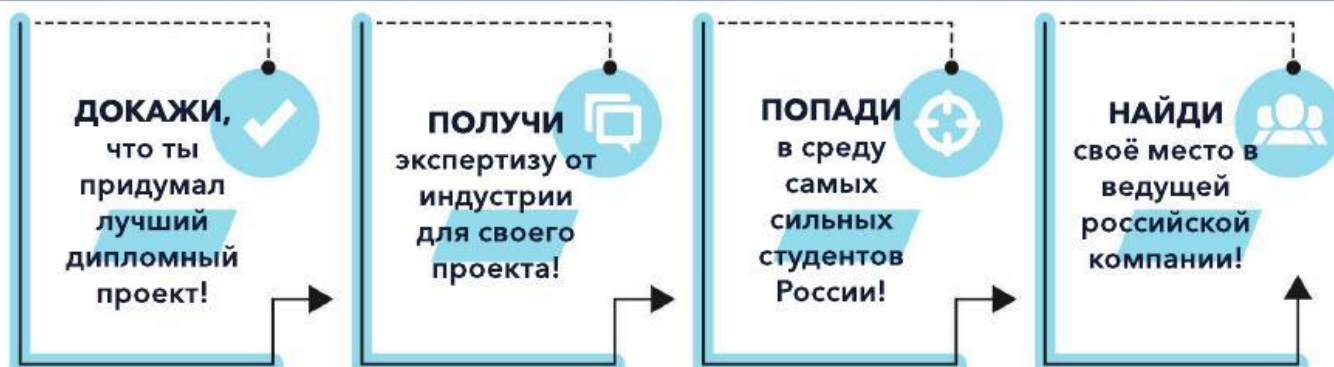 ДОКАЖИ,
что ты
придумал
лучший
дипломный
проект!
ПОЛУЧИ
экспертизу от
индустрии
для своего
проекта!
ПОПАДИ
в среду
самых
сильных
студентов
России!
НАЙДИ
своё место в
ведущей
российской
компании!